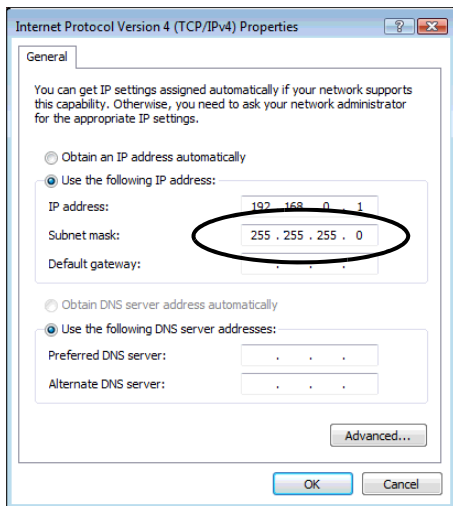 Internet Protocol Version 4 (TCP/IPv4) Properties
General
You can get IP settings assigned automatically if your network supports
this capability. Otherwise, you need to ask your network administrator
for the appropriate IP settings.
Obtain an IP address automatically
Use the following IP address:
IP address: 192 . 168 . 0 . 1
Subnet mask: 255 . 255 . 255 . 0
Default gateway: . . .
Obtain DNS server address automatically
Use the following DNS server addresses:
Preferred DNS server: . . .
Alternate DNS server: . . .
Advanced...
OK Cancel